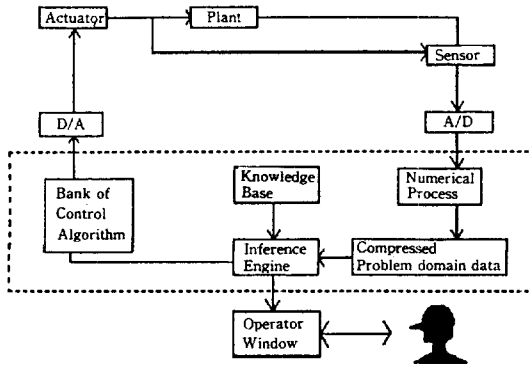 Actuator
Plant
Sensor
D/A
A/D
Bank of
Control
Algorithm
Knowledge
Base
Numerical
Process
Inference
Engine
Compressed
Problem domain data
Operator
Window